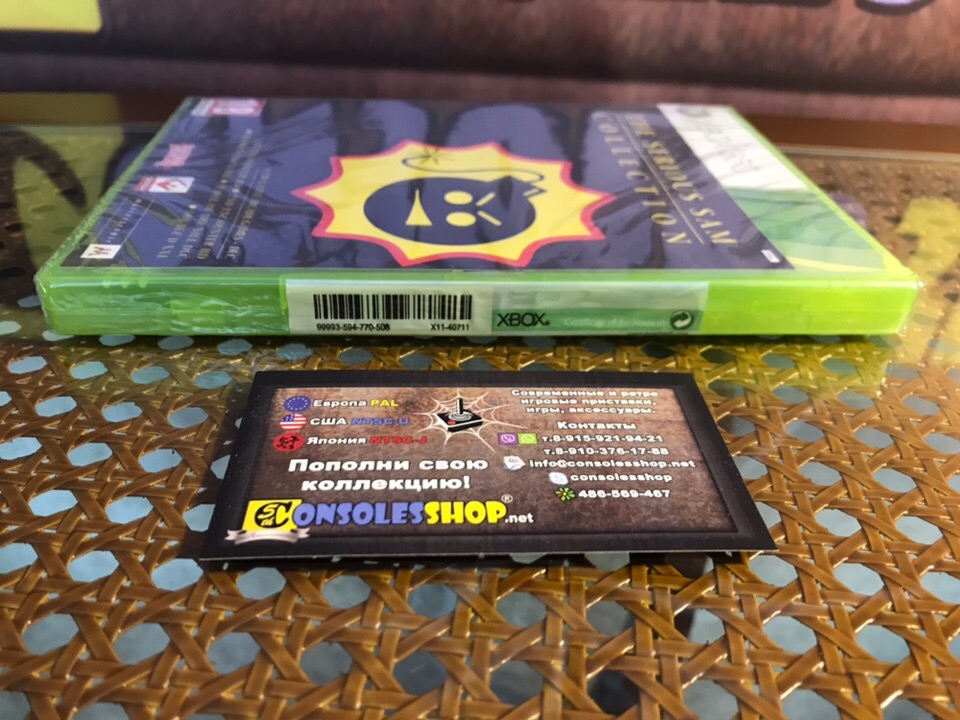 THE SERIOUS SAM
COLLECTION
99993-594-770-508 X11-40711
XBOX
Европа PAL
США NTSC-U
Япония NTSC-J
Пополни свою
коллекцию!
CONSOLESSHOP®.net
Современные и ретро
игровые приставки,
игры, аксессуары.
Контакты
т.8-915-921-94-21
т.8-910-376-17-88
info@consolesshop.net
consolesshop
486-569-467